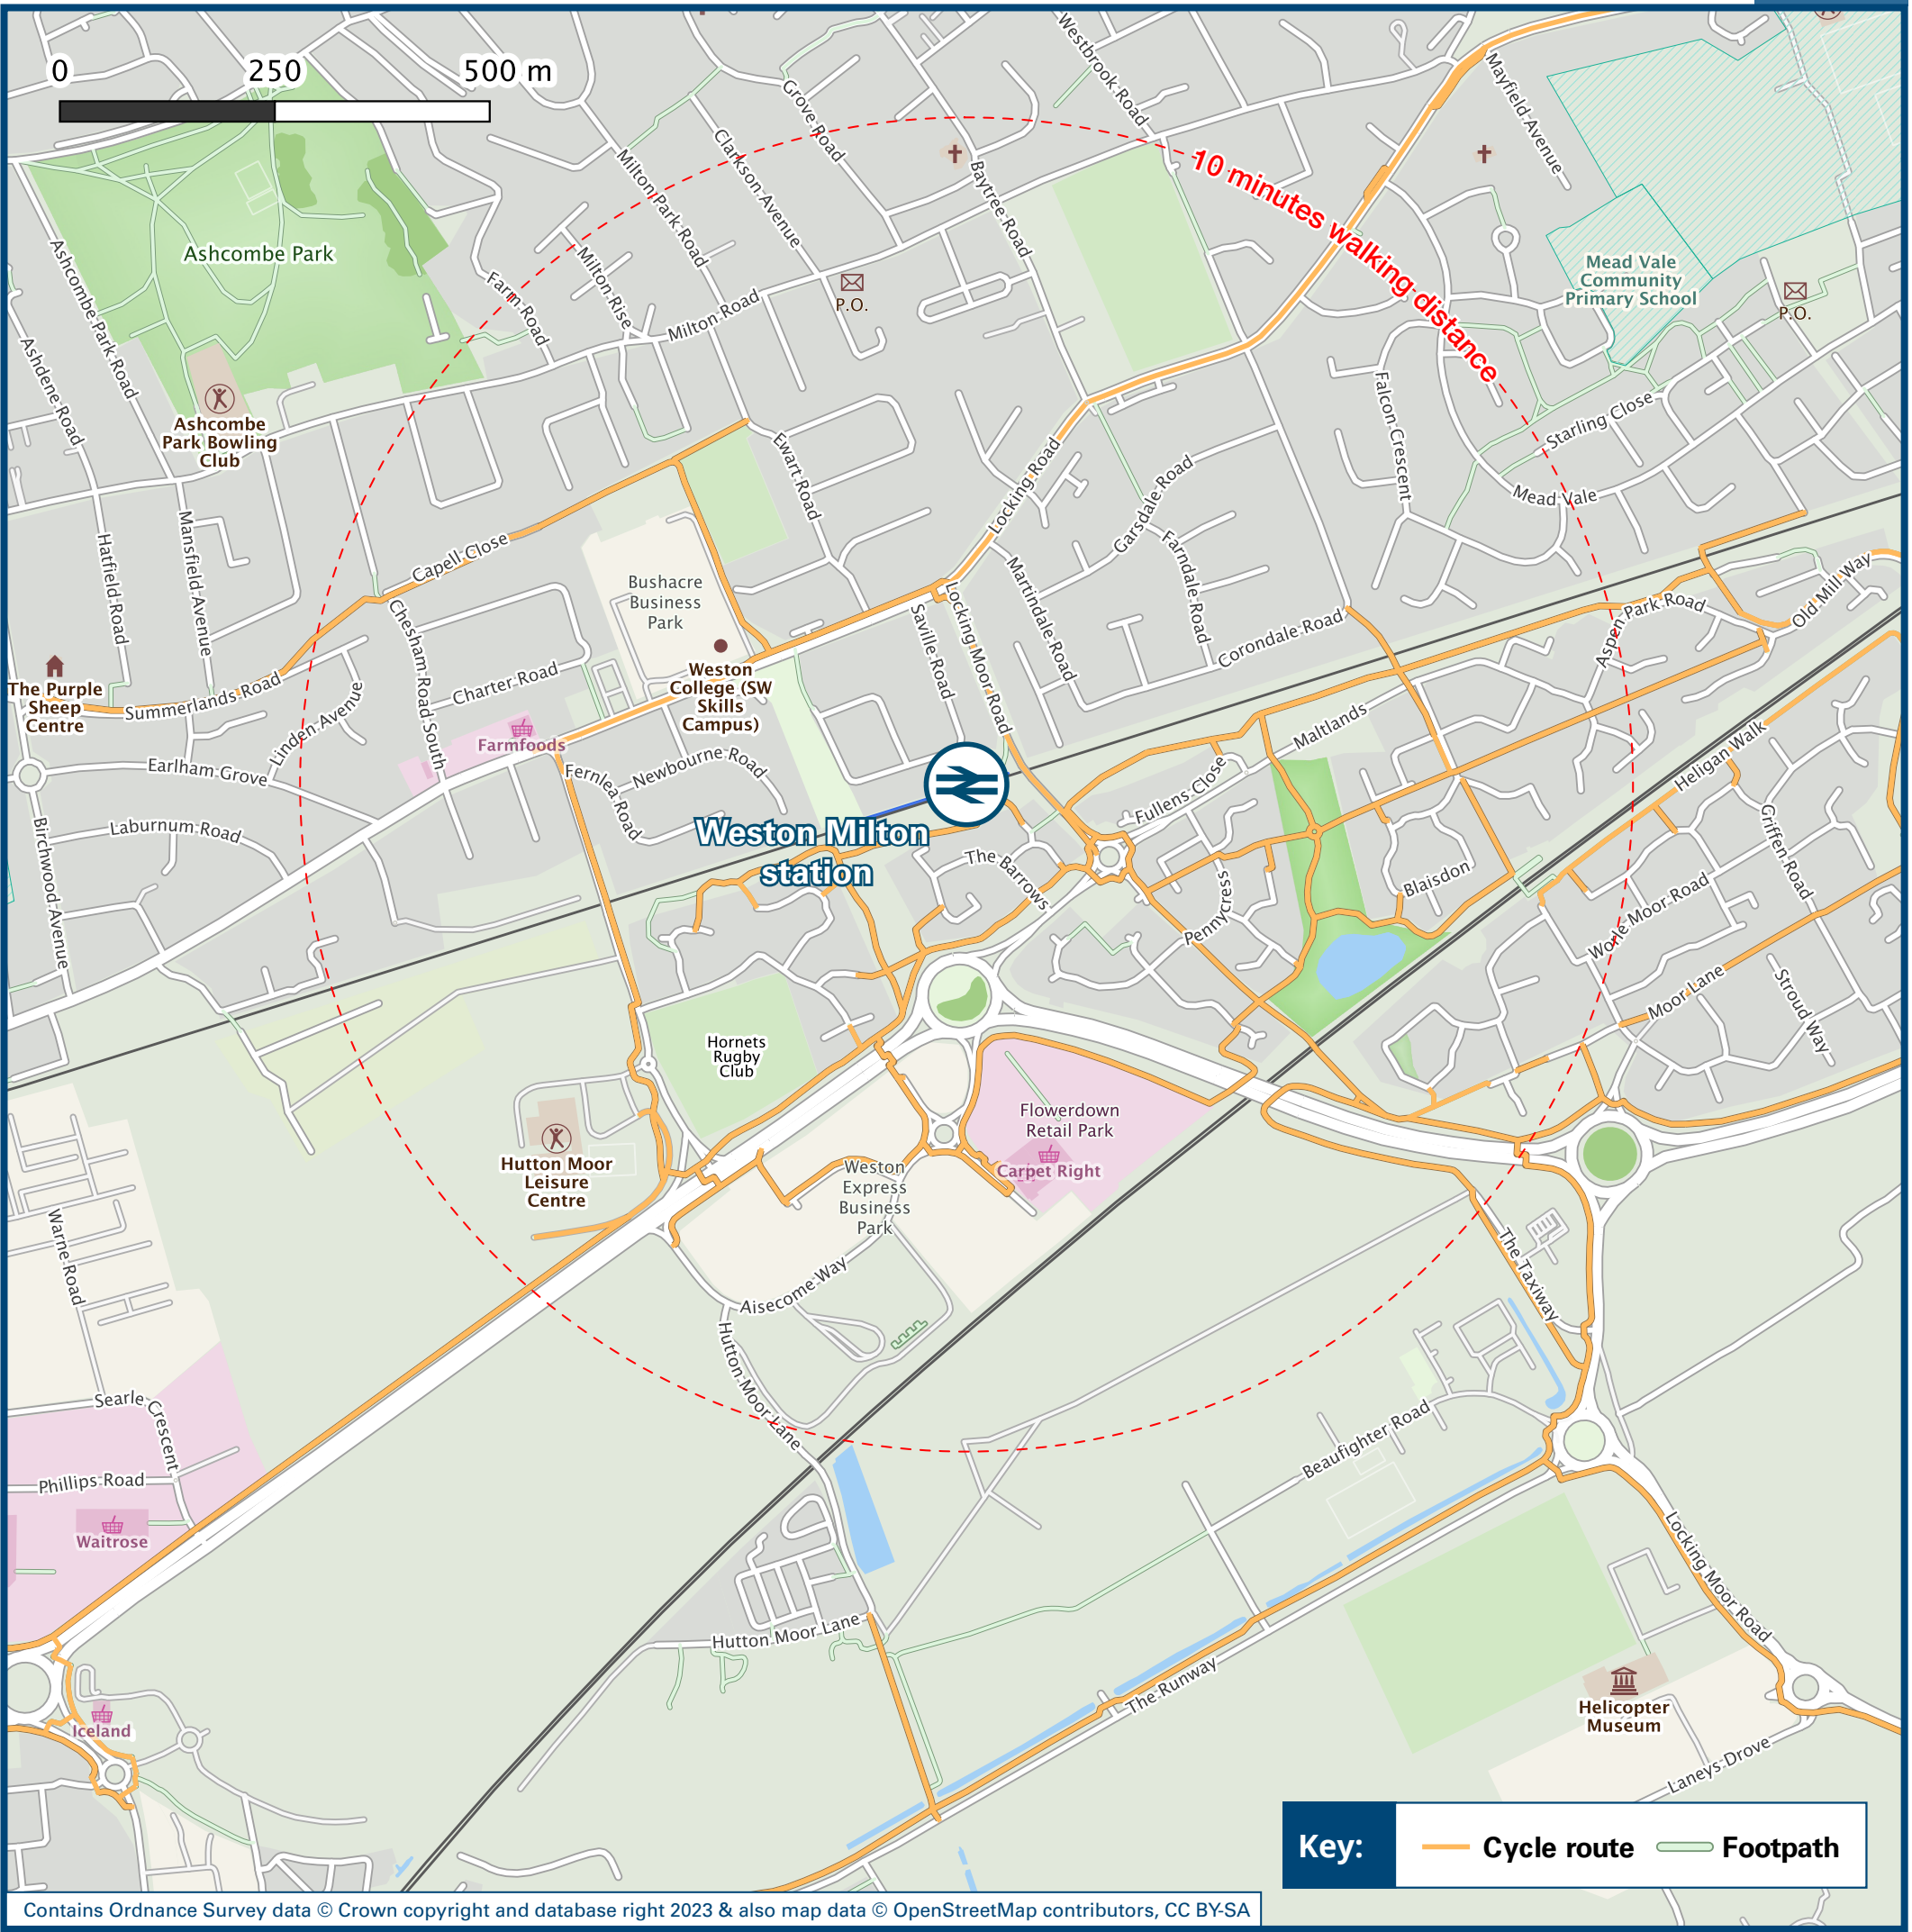 0 250 500 m
Westbrook Road
Mayfield Avenue
Grove Road
Clarkson Avenue
Milton Park Road
Baytree Road
10 minutes walking distance
Ashcombe Park
Ashcombe Park Road
Farm Road
Milton Rise
Milton Road
P.O.
Mead Vale
Community
Primary School
P.O.
Ashdene Road
Ashcombe
Park Bowling
Club
Falcon Crescent
Starling Close
Mead Vale
Ewart Road
Locking Road
Garsdale Road
Hatfield Road
Mansfield Avenue
Capell Close
Farndale Road
Martindale Road
Bushacre
Business
Park
Chesham Road South
Saville Road
Locking Moor Road
Corondale Road
Aspen Park Road
Old Mill Way
The Purple
Sheep
Centre
Summerlands Road
Linden Avenue
Charter Road
Weston
College (SW
Skills
Campus)
Farmfoods
Earlham Grove
Newbourne Road
Fernlea Road
Maltlands
Fullens Close
Heligan Walk
Laburnum Road
Birchwood Avenue
Weston Milton
station
The Barrows
Pennycress
Blaisdon
Griffen Road
Worle Moor Road
Moor Lane
Stroud Way
Hornets
Rugby
Club
Flowerdown
Retail Park
Carpet Right
Hutton Moor
Leisure
Centre
Weston
Express
Business
Park
Warne Road
Aisecome Way
The Taxiway
Hutton Moor Lane
Searle Crescent
Phillips Road
Waitrose
Beaufighter Road
Locking Moor Road
Hutton Moor Lane
The Runway
Iceland
Helicopter
Museum
Laneys Drove
Key: Cycle route Footpath
Contains Ordnance Survey data © Crown copyright and database right 2023 & also map data © OpenStreetMap contributors, CC BY-SA